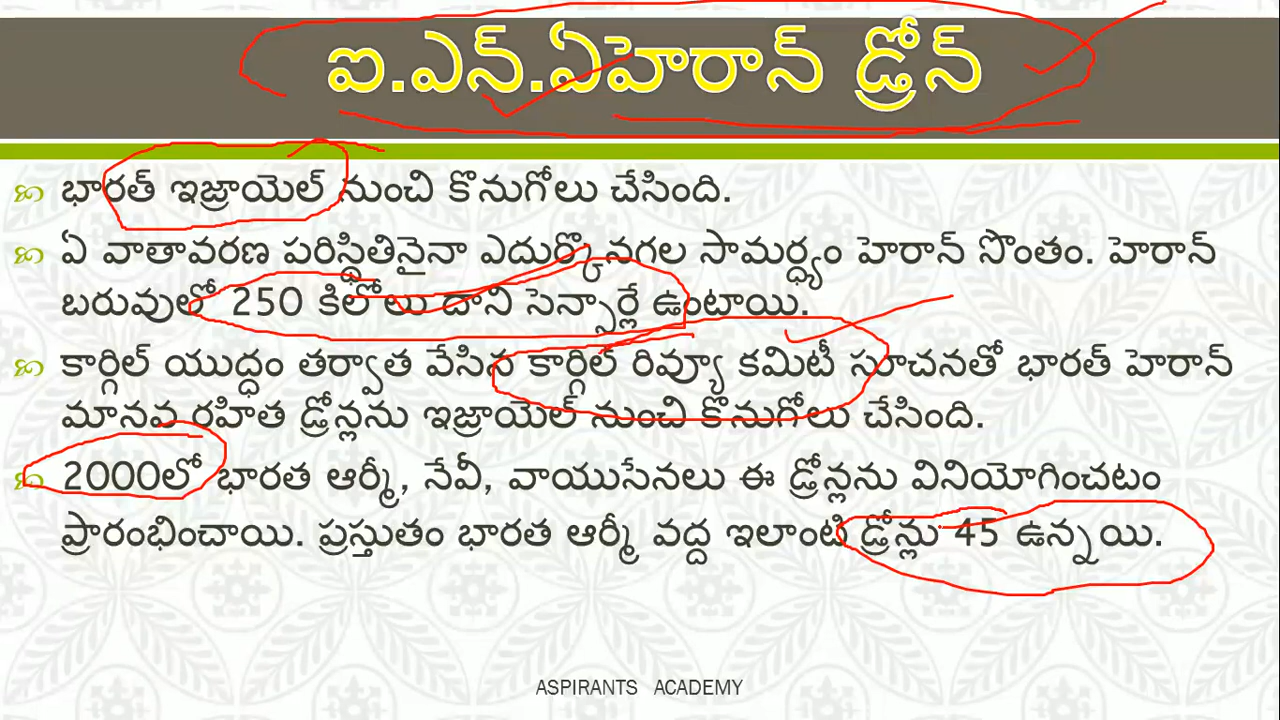 ఐ.ఎన్.ఏహెరాన్ డ్రోన్
భారత్ ఇజ్రాయెల్ నుంచి కొనుగోలు చేసింది.
ఏ వాతావరణ పరిస్థితినైనా ఎదుర్కొనగల సామర్ధ్యం హెరాన్ సొంతం. హెరాన్
బరువులో 250 కిలోలు దాని సెన్సార్లే ఉంటాయి.
కార్గిల్ యుద్ధం తర్వాత వేసిన కార్గిల్ రివ్యూ కమిటీ సూచనతో భారత్ హెరాన్
మానవ రహిత డ్రోన్లను ఇజ్రాయెల్ నుంచి కొనుగోలు చేసింది.
2000లో భారత ఆర్మీ, నేవీ, వాయుసేనలు ఈ డ్రోన్లను వినియోగించటం
ప్రారంభించాయి. ప్రస్తుతం భారత ఆర్మీ వద్ద ఇలాంటి డ్రోన్లు 45 ఉన్నయి.
ASPIRANTS ACADEMY